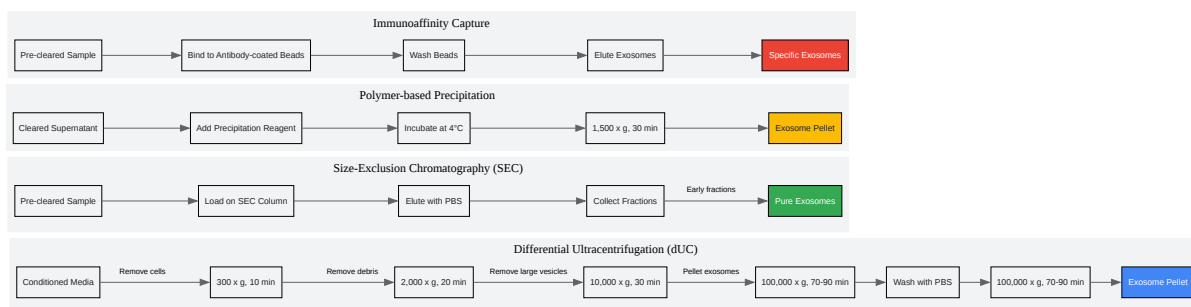 Immunoaffinity Capture
Pre-cleared Sample
Bind to Antibody-coated Beads
Wash Beads
Elute Exosomes
Specific Exosomes
Polymer-based Precipitation
Cleared Supernatant
Add Precipitation Reagent
Incubate at 4°C
1,500 x g, 30 min
Exosome Pellet
Size-Exclusion Chromatography (SEC)
Pre-cleared Sample
Load on SEC Column
Elute with PBS
Collect Fractions
Early fractions
Pure Exosomes
Differential Ultracentrifugation (dUC)
Conditioned Media
Remove cells
300 x g, 10 min
Remove debris
2,000 x g, 20 min
Remove large vesicles
10,000 x g, 30 min
Pellet exosomes
100,000 x g, 70-90 min
Wash with PBS
100,000 x g, 70-90 min
Exosome Pellet